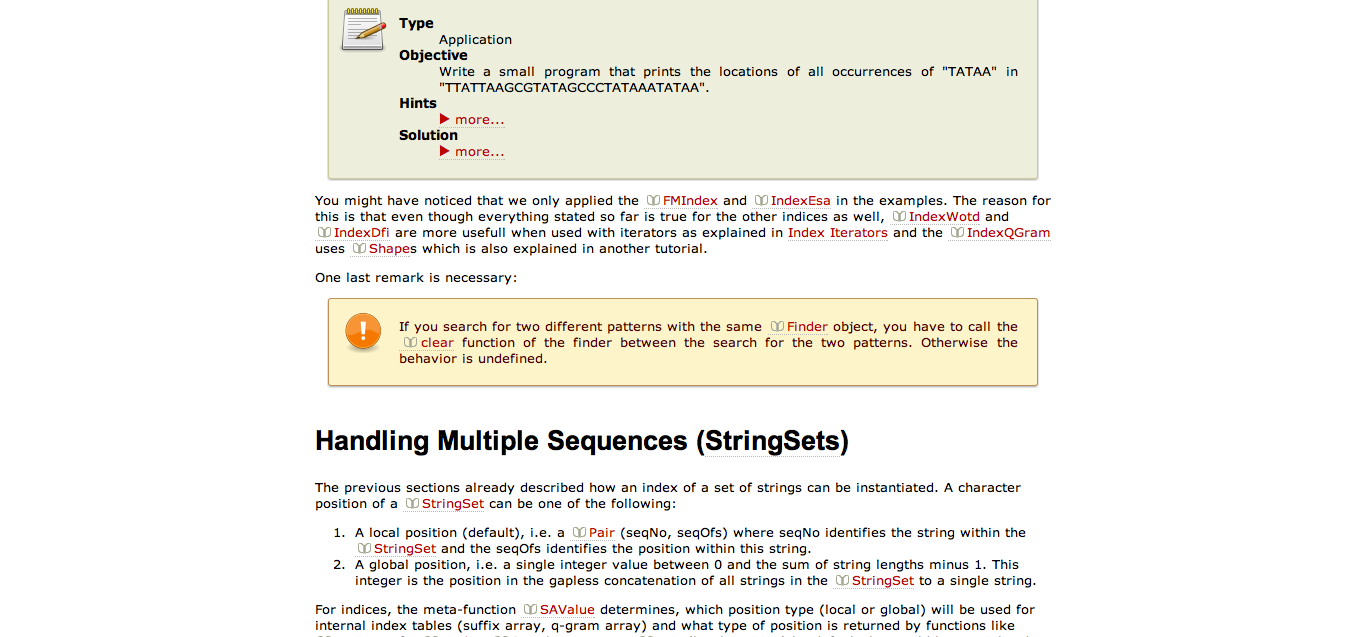 Type
Application
Objective
Write a small program that prints the locations of all occurrences of "TATAA" in
"TTATTAAGCGTATAGCCCTATAAATATAA".
Hints
more...
Solution
more...
You might have noticed that we only applied the FMIndex and IndexEsa in the examples. The reason for
this is that even though everything stated so far is true for the other indices as well, IndexWotd and
IndexDfi are more usefull when used with iterators as explained in Index Iterators and the IndexQGram
uses Shapes which is also explained in another tutorial.
One last remark is necessary:
If you search for two different patterns with the same Finder object, you have to call the
clear function of the finder between the search for the two patterns. Otherwise the
behavior is undefined.
Handling Multiple Sequences (StringSets)
The previous sections already described how an index of a set of strings can be instantiated. A character
position of a StringSet can be one of the following:
1. A local position (default), i.e. a Pair (seqNo, seqOfs) where seqNo identifies the string within the
StringSet and the seqOfs identifies the position within this string.
2. A global position, i.e. a single integer value between 0 and the sum of string lengths minus 1. This
integer is the position in the gapless concatenation of all strings in the StringSet to a single string.
For indices, the meta-function SAValue determines, which position type (local or global) will be used for
internal index tables (suffix array, q-gram array) and what type of position is returned by functions like